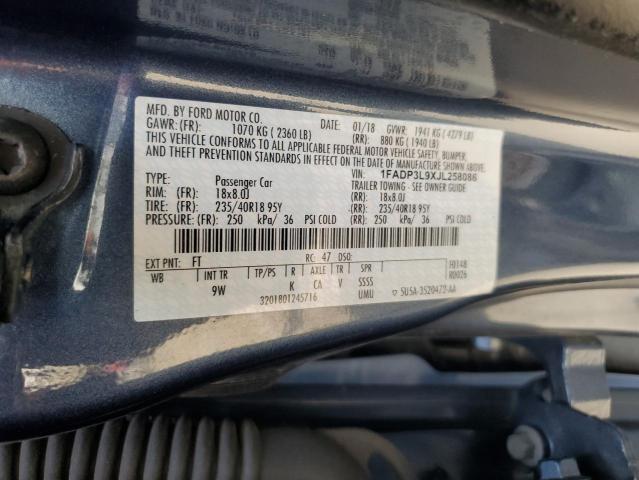 MFD. BY FORD MOTOR CO.
DATE: 01/18 GVWR: 1941 KG ( 4279 LB)
GAWR: (FR): 1070 KG ( 2360 LB) (RR): 880 KG ( 1940 LB)
THIS VEHICLE CONFORMS TO ALL APPLICABLE FEDERAL MOTOR VEHICLE SAFETY, BUMPER,
AND THEFT PREVENTION STANDARDS IN EFFECT ON THE DATE OF MANUFACTURE SHOWN ABOVE.
VIN: 1FADP3L9XJL258086
TYPE: Passenger Car TRAILER TOWING - SEE OWNER GUIDE
RIM: 18x8.0J (RR): 18x8.0J
TIRE: 235/40R18 95Y (RR): 235/40R18 95Y
PRESSURE: (FR): 250 kPa/ 36 PSI COLD (RR): 250 kPa/ 36 PSI COLD
EXT PNT: FT RC: 47 DSO: F0148
WB INT TR TP/PS R AXLE TR SPR R0026
9W K CA V SSSS
3201801245716 UMU ▽ 5U5A-3520472-AA